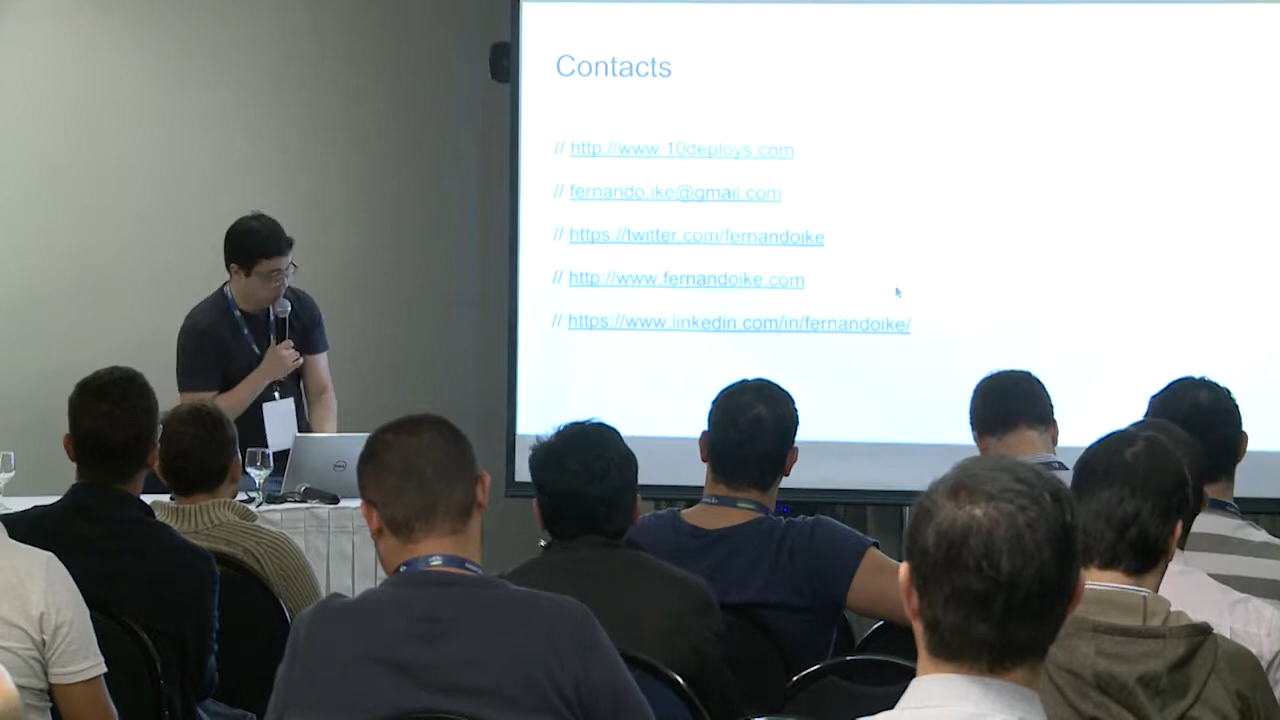 Contacts
// http://www.10deploys.com
// fernando.ike@gmail.com
// https://twitter.com/fernandoike
// http://www.fernandoike.com
// https://www.linkedin.com/in/fernandoike/
DELL